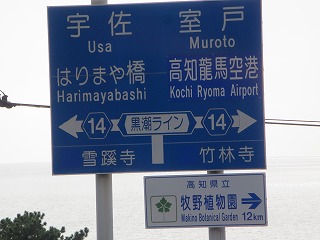 宇佐 室戸
Usa Muroto
はりまや橋 高知龍馬空港
Harimayabashi Kochi Ryoma Airport
14 黒潮ライン 14
雪蹊寺 竹林寺
高知県立
牧野植物園
Makino Botanical Garden 12km